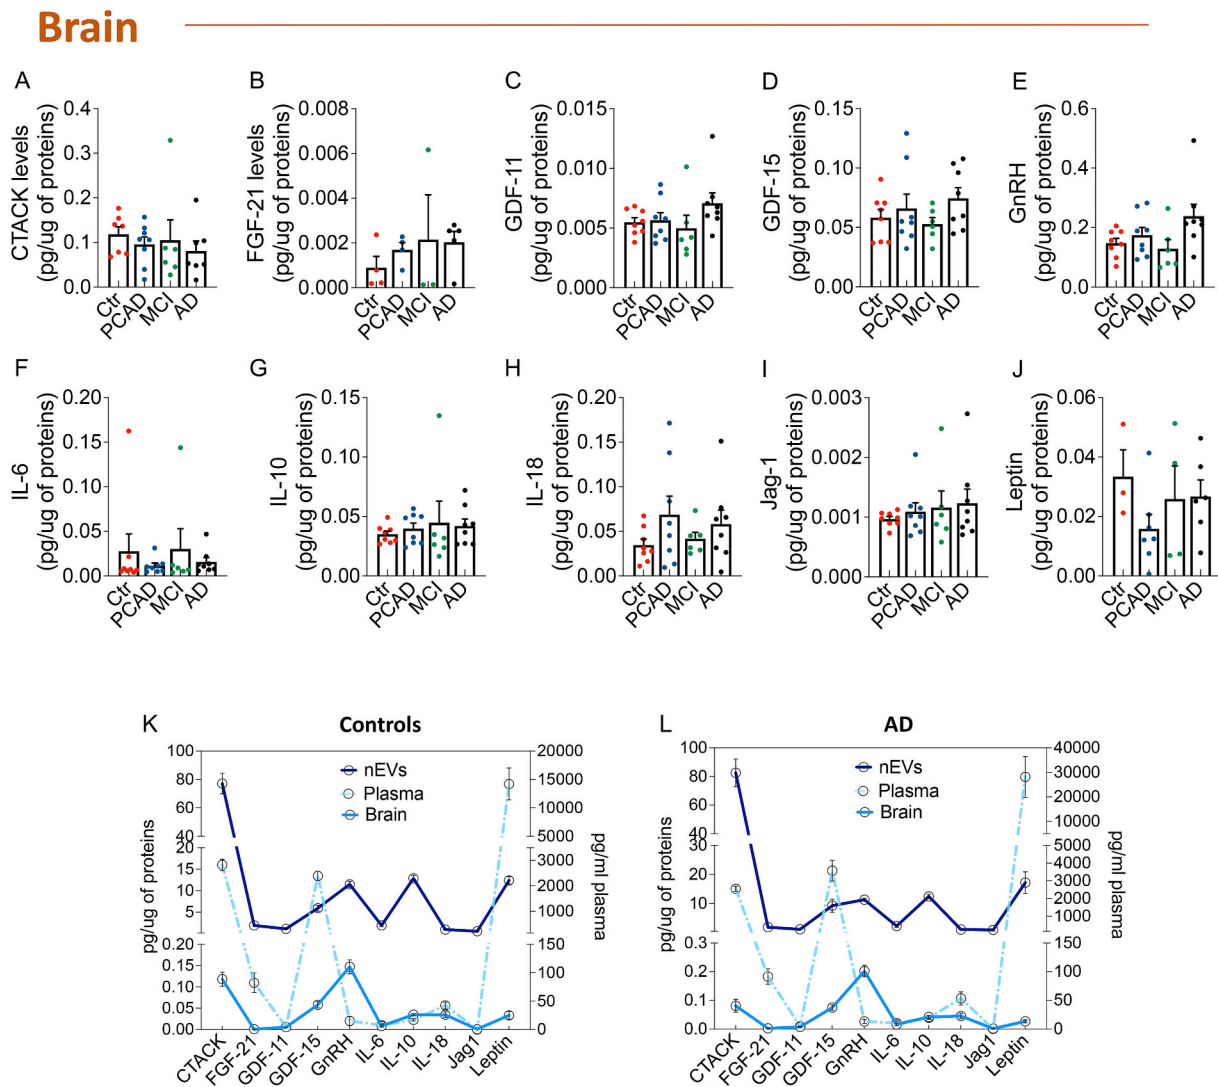 Brain
A
B
C
D
E
CTACK levels
(pg/ug of proteins)
0.4
0.3
0.2
0.1
0.0
Ctr
PCAD
MCI
AD
FGF-21 levels
(pg/ug of proteins)
0.008
0.006
0.004
0.002
0.000
Ctr
PCAD
MCI
AD
GDF-11
(pg/ug of proteins)
0.015
0.010
0.005
0.000
Ctr
PCAD
MCI
AD
GDF-15
(pg/ug of proteins)
0.15
0.10
0.05
0.00
Ctr
PCAD
MCI
AD
GnRH
(pg/ug of proteins)
0.6
0.4
0.2
0.0
Ctr
PCAD
MCI
AD
F
G
H
I
J
IL-6
(pg/ug of proteins)
0.20
0.15
0.10
0.05
0.00
Ctr
PCAD
MCI
AD
IL-10
(pg/ug of proteins)
0.15
0.10
0.05
0.00
Ctr
PCAD
MCI
AD
IL-18
(pg/ug of proteins)
0.20
0.15
0.10
0.05
0.00
Ctr
PCAD
MCI
AD
Jag-1
(pg/ug of proteins)
0.003
0.002
0.001
0.000
Ctr
PCAD
MCI
AD
Leptin
(pg/ug of proteins)
0.06
0.04
0.02
0.00
Ctr
PCAD
MCI
AD
K
Controls
pg/ug of proteins
100
80
60
40
20
15
10
5
0.20
0.15
0.10
0.05
0.00
nEVs
Plasma
Brain
20000
15000
10000
5000
3000
2000
1000
150
100
50
0
pg/ml plasma
CTACK
FGF-21
GDF-11
GDF-15
GnRH
IL-6
IL-10
IL-18
Jag1
Leptin
L
AD
pg/ug of proteins
100
80
60
40
30
20
10
0.3
0.2
0.1
0.0
nEVs
Plasma
Brain
40000
30000
20000
10000
5000
6000
4000
3000
2000
1000
150
100
50
0
pg/ml plasma
CTACK
FGF-21
GDF-11
GDF-15
GnRH
IL-6
IL-10
IL-18
Jag1
Leptin